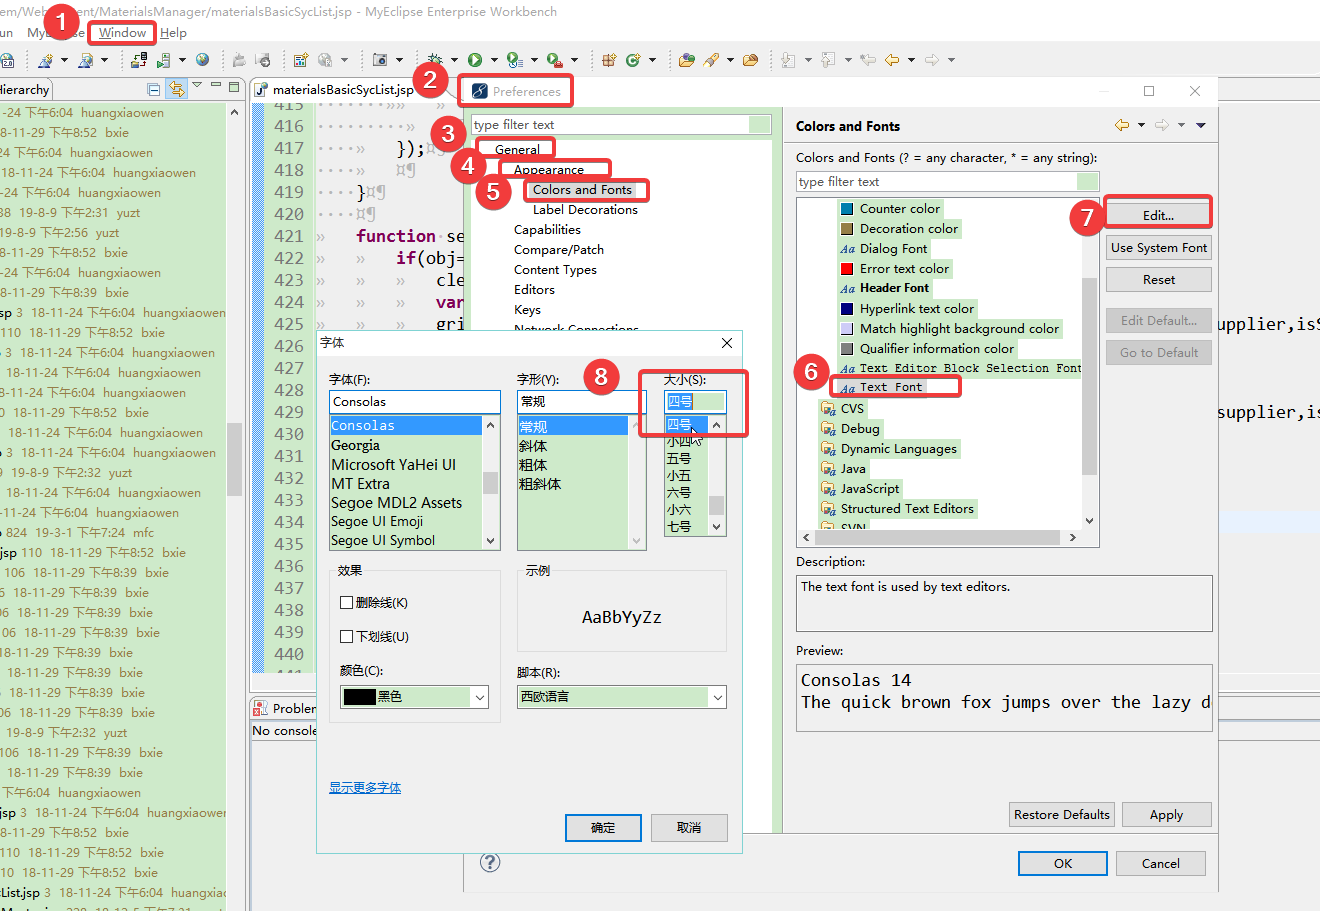 em/Web
ent/MaterialsManager/materialsBasicSycList.jsp - MyEclipse Enterprise Workbench
un
MyE
se
Window
Help
1
2.0
Hierarchy
materialsBasicSycList.jsp
2
Preferences
-24 下午6:04 huangxiaowen
8-11-29 下午8:52 bxie
24 下午6:04 huangxiaowen
18-11-24 下午6:04 huangxiaowen
-24 下午6:04 huangxiaowen
38 19-8-9 下午2:31 yuzt
19-8-9 下午2:56 yuzt
8-11-29 下午8:52 bxie
-24 下午6:04 huangxiaowen
8-11-29 下午8:39 bxie
sp 3 18-11-24 下午6:04 huangxiaowen
110 18-11-29 下午8:52 bxie
3 18-11-24 下午6:04 huangxiaowen
8-11-24 下午6:04 huangxiaowen
-11-24 下午6:04 huangxiaowen
0 18-11-29 下午8:52 bxie
18-11-24 下午6:04 huangxiaowen
3 18-11-24 下午6:04 huangxiaowen
9 19-8-9 下午2:32 yuzt
18-11-24 下午6:04 huangxiaowen
-11-24 下午6:04 huangxiaowen
824 19-3-1 下午7:24 mfc
jsp 110 18-11-29 下午8:52 bxie
106 18-11-29 下午8:39 bxie
18-11-29 下午8:39 bxie
06 18-11-29 下午8:39 bxie
106 18-11-29 下午8:39 bxie
18-11-29 下午8:39 bxie
18-11-29 下午8:39 bxie
6 18-11-29 下午8:39 bxie
06 18-11-29 下午8:39 bxie
19-8-9 下午2:32 yuzt
106 18-11-29 下午8:39 bxie
18-11-29 下午8:39 bxie
下午6:04 huangxiaowen
jsp 3 18-11-24 下午6:04 huangxiaowen
18-11-29 下午8:52 bxie
110 18-11-29 下午8:52 bxie
10 18-11-29 下午8:52 bxie
cList.jsp 3 18-11-24 下午6:04 huangxiao
415
416
417 });
418
419 }
420
421 function se
422 if(obj=
423 cle
424 var
425 gri
426
427
428
429
430
431
432
433
434
435
436
437
438
439
440
upplier,is
supplier,is
Problem
No console
type filter text
3
General
4
Appearance
5
Colors and Fonts
Label Decorations
Capabilities
Compare/Patch
Content Types
Editors
Keys
Network Connections
Colors and Fonts
Colors and Fonts (? = any character, * = any string):
type filter text
Counter color
Decoration color
Dialog Font
Error text color
Header Font
Hyperlink text color
Match highlight background color
Qualifier information color
Text Editor Block Selection Font
6
Text Font
CVS
Debug
Dynamic Languages
Java
JavaScript
Structured Text Editors
SVN
7
Edit...
Use System Font
Reset
Edit Default...
Go to Default
Description:
The text font is used by text editors.
Preview:
Consolas 14
The quick brown fox jumps over the lazy d
Restore Defaults
Apply
OK
Cancel
字体
字体(F):
Consolas
Consolas
Georgia
Microsoft YaHei UI
MT Extra
Segoe MDL2 Assets
Segoe UI Emoji
Segoe UI Symbol
字形(Y):
常规
常规
斜体
粗体
粗斜体
8
大小(S):
四号
四号
小四
五号
小五
六号
小六
七号
效果
删除线(K)
下划线(U)
颜色(C):
黑色
示例
AaBbYyZz
脚本(R):
西欧语言
显示更多字体
确定
取消
?